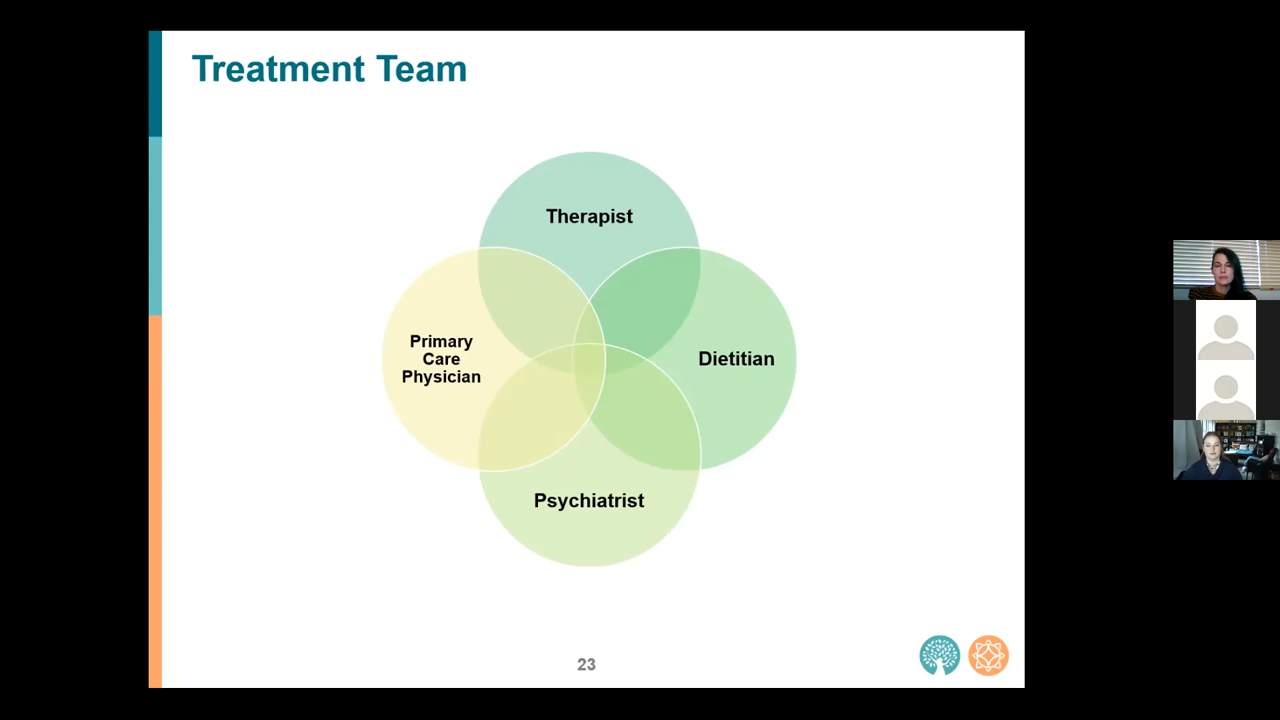 Treatment Team
Therapist
Primary
Care
Physician
Dietitian
Psychiatrist
23